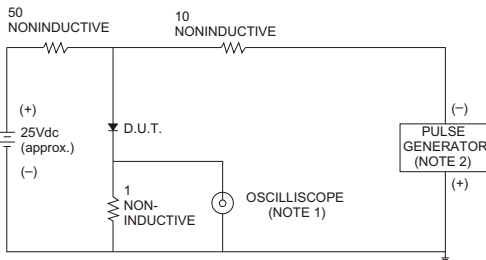 50
NONINDUCTIVE
10
NONINDUCTIVE
(+)
25Vdc
(approx.)
(–)
D.U.T.
1
NON-
INDUCTIVE
OSCILLISCOPE
(NOTE 1)
(–)
PULSE
GENERATOR
(NOTE 2)
(+)